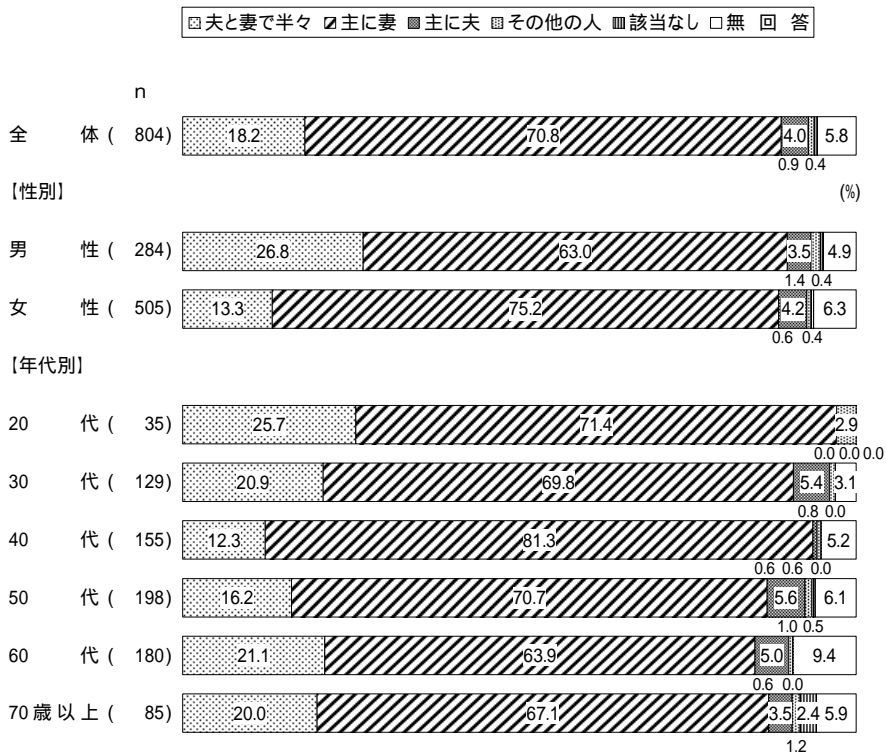 夫と妻で半々 主に妻 主に夫 その他の人 該当なし 無 回 答
n
全 体 ( 804) 18.2 70.8 4.0 5.8
0.9 0.4
【性別】 (%)
男 性 ( 284) 26.8 63.0 3.5 4.9
1.4 0.4
女 性 ( 505) 13.3 75.2 4.2 6.3
0.6 0.4
【年代別】
20 代 ( 35) 25.7 71.4 2.9
0.0 0.0 0.0
30 代 ( 129) 20.9 69.8 5.4 3.1
0.8 0.0
40 代 ( 155) 12.3 81.3 5.2
0.6 0.6 0.0
50 代 ( 198) 16.2 70.7 5.6 6.1
1.0 0.5
60 代 ( 180) 21.1 63.9 5.0 9.4
0.6 0.0
70歳以上 ( 85) 20.0 67.1 3.5 2.4 5.9
1.2